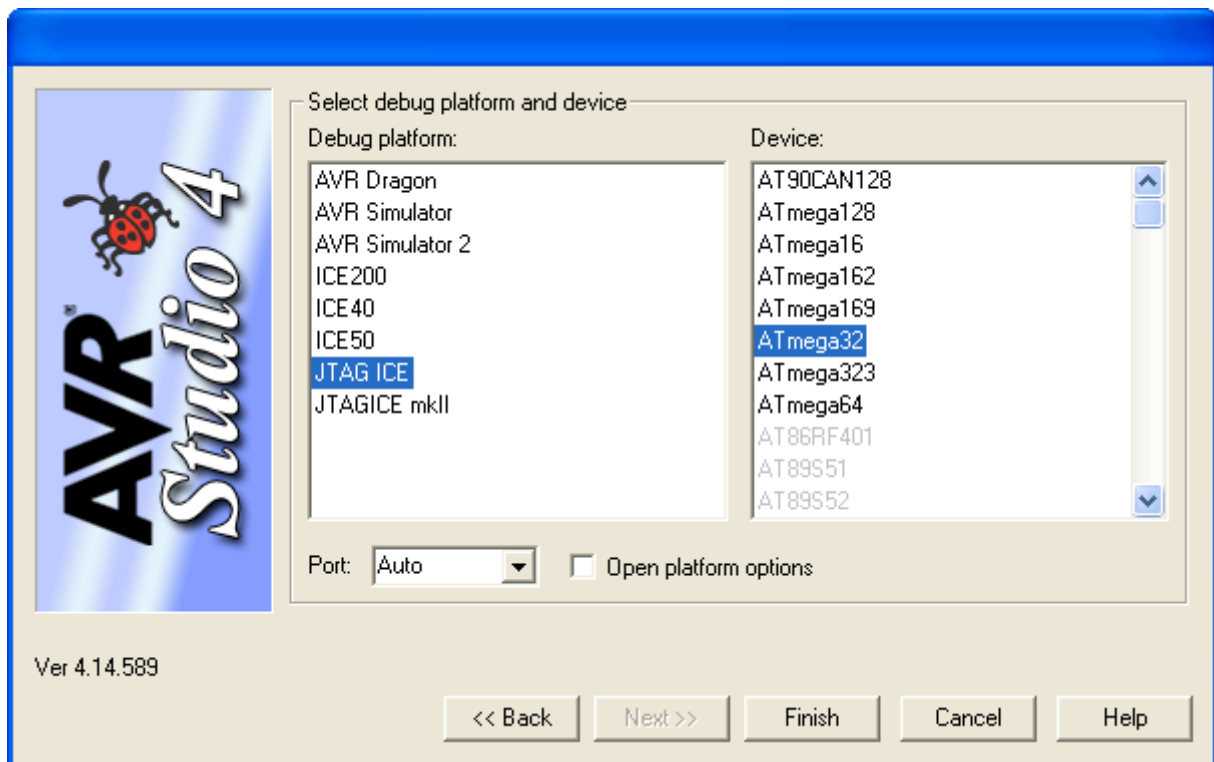 AVR
Studio 4
Select debug platform and device
Debug platform:
AVR Dragon
AVR Simulator
AVR Simulator 2
ICE200
ICE40
ICE50
JTAG ICE
JTAGICE mkII
Device:
AT90CAN128
ATmega128
ATmega16
ATmega162
ATmega169
ATmega32
ATmega323
ATmega64
AT86RF401
AT89S51
AT89S52
Port: Auto Open platform options
Ver 4.14.589
<< Back Next >> Finish Cancel Help